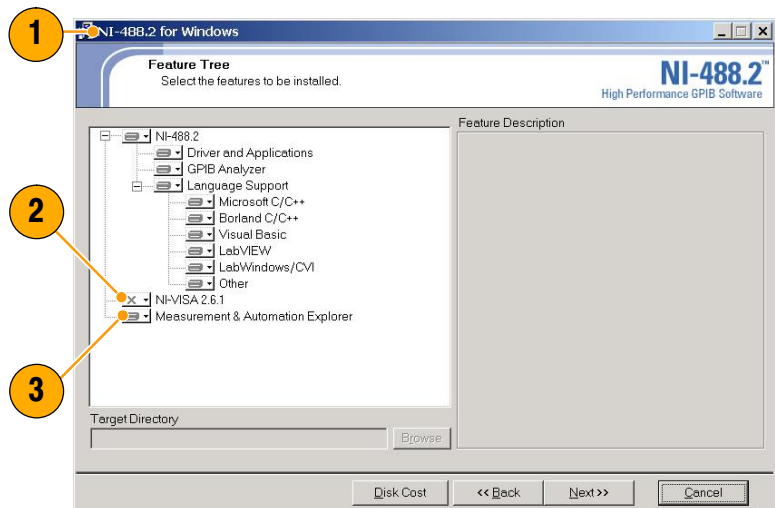 1
NI-488.2 for Windows
Feature Tree
Select the features to be installed.
NI-488.2™
High Performance GPIB Software
Feature Description
NI-488.2
Driver and Applications
GPIB Analyzer
Language Support
Microsoft C/C++
Borland C/C++
Visual Basic
LabVIEW
LabWindows/CVI
Other
2
NI-VISA 2.6.1
Measurement & Automation Explorer
3
Target Directory
Browse
Disk Cost
<< Back
Next >>
Cancel